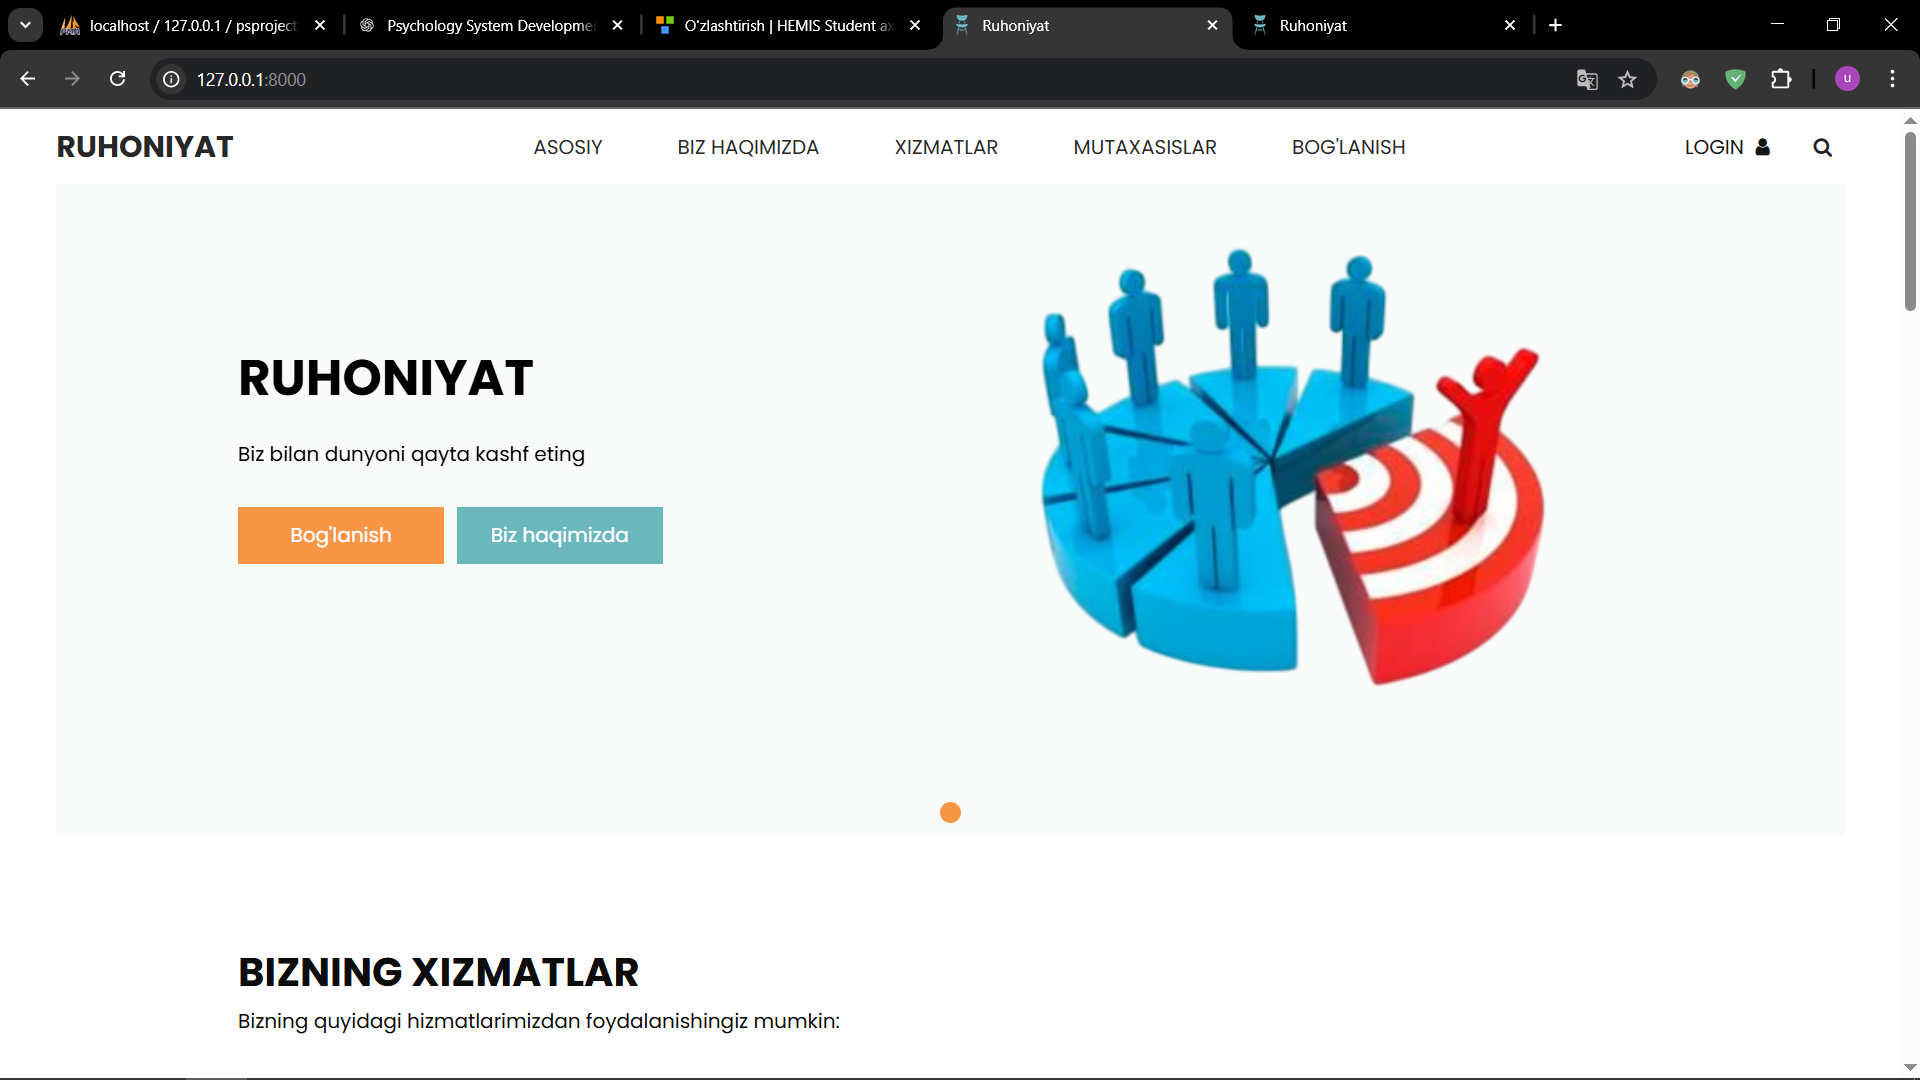 localhost / 127.0.0.1 / psproject
Psychology System Developme
O'zlashtirish | HEMIS Student ax
Ruhoniyat
Ruhoniyat
127.0.0.1:8000
u
RUHONIYAT
ASOSIY
BIZ HAQIMIZDA
XIZMATLAR
MUTAXASISLAR
BOG'LANISH
LOGIN
RUHONIYAT
Biz bilan dunyoni qayta kashf eting
Bog'lanish
Biz haqimizda
BIZNING XIZMATLAR
Bizning quyidagi hizmatlarimizdan foydalanishingiz mumkin: